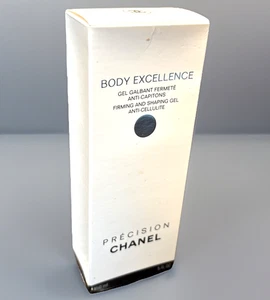 BODY EXCELLENCE
GEL GALBANT FERMETÉ
ANTI-CAPITONS
FIRMING AND SHAPING GEL
ANTI-CELLULITE
PRÉCISION
CHANEL